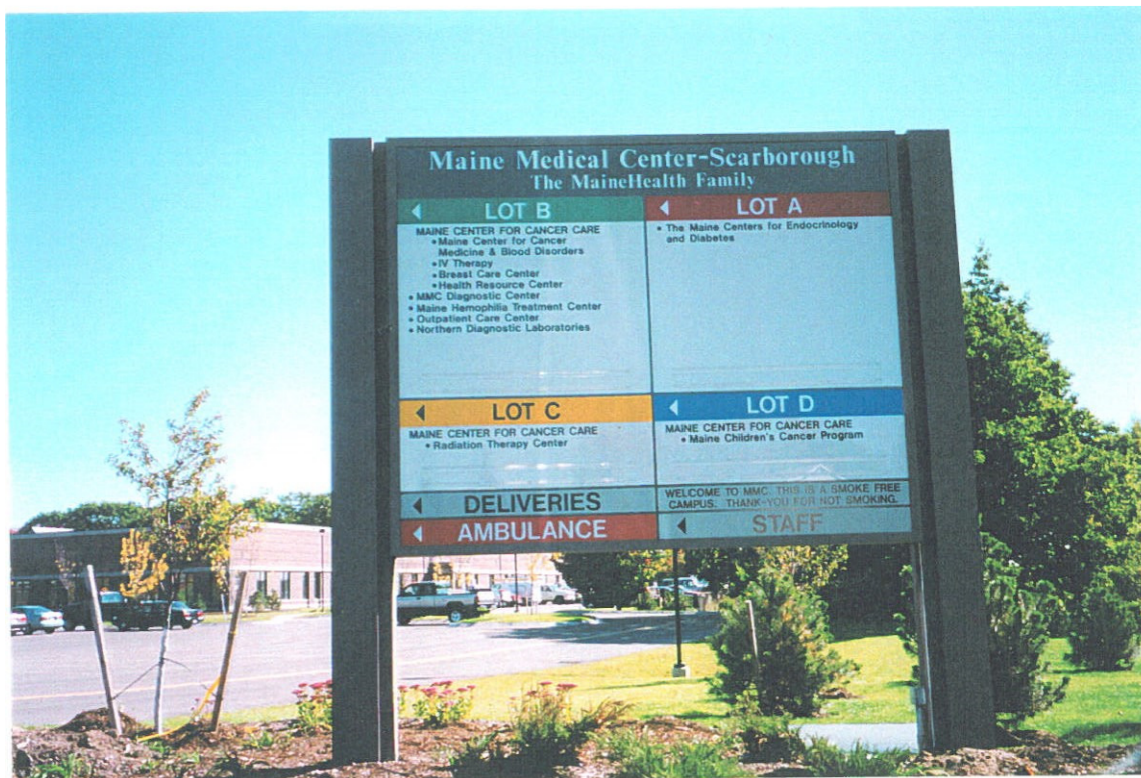 Maine Medical Center-Scarborough
The MaineHealth Family
LOT B
MAINE CENTER FOR CANCER CARE
• Maine Center for Cancer
Medicine & Blood Disorders
• IV Therapy
• Breast Care Center
• Health Resource Center
• MMC Diagnostic Center
• Maine Hemophilia Treatment Center
• Outpatient Care Center
• Northern Diagnostic Laboratories
LOT A
• The Maine Centers for Endocrinology
and Diabetes
LOT C
MAINE CENTER FOR CANCER CARE
• Radiation Therapy Center
LOT D
MAINE CENTER FOR CANCER CARE
• Maine Children's Cancer Program
DELIVERIES
AMBULANCE
WELCOME TO MMC. THIS IS A SMOKE FREE
CAMPUS. THANK-YOU FOR NOT SMOKING.
STAFF